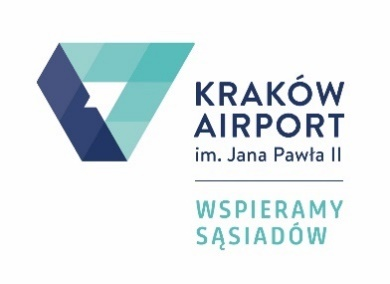 KRAKÓW
AIRPORT
im. Jana Pawła II
WSPIERAMY
SĄSIADÓW